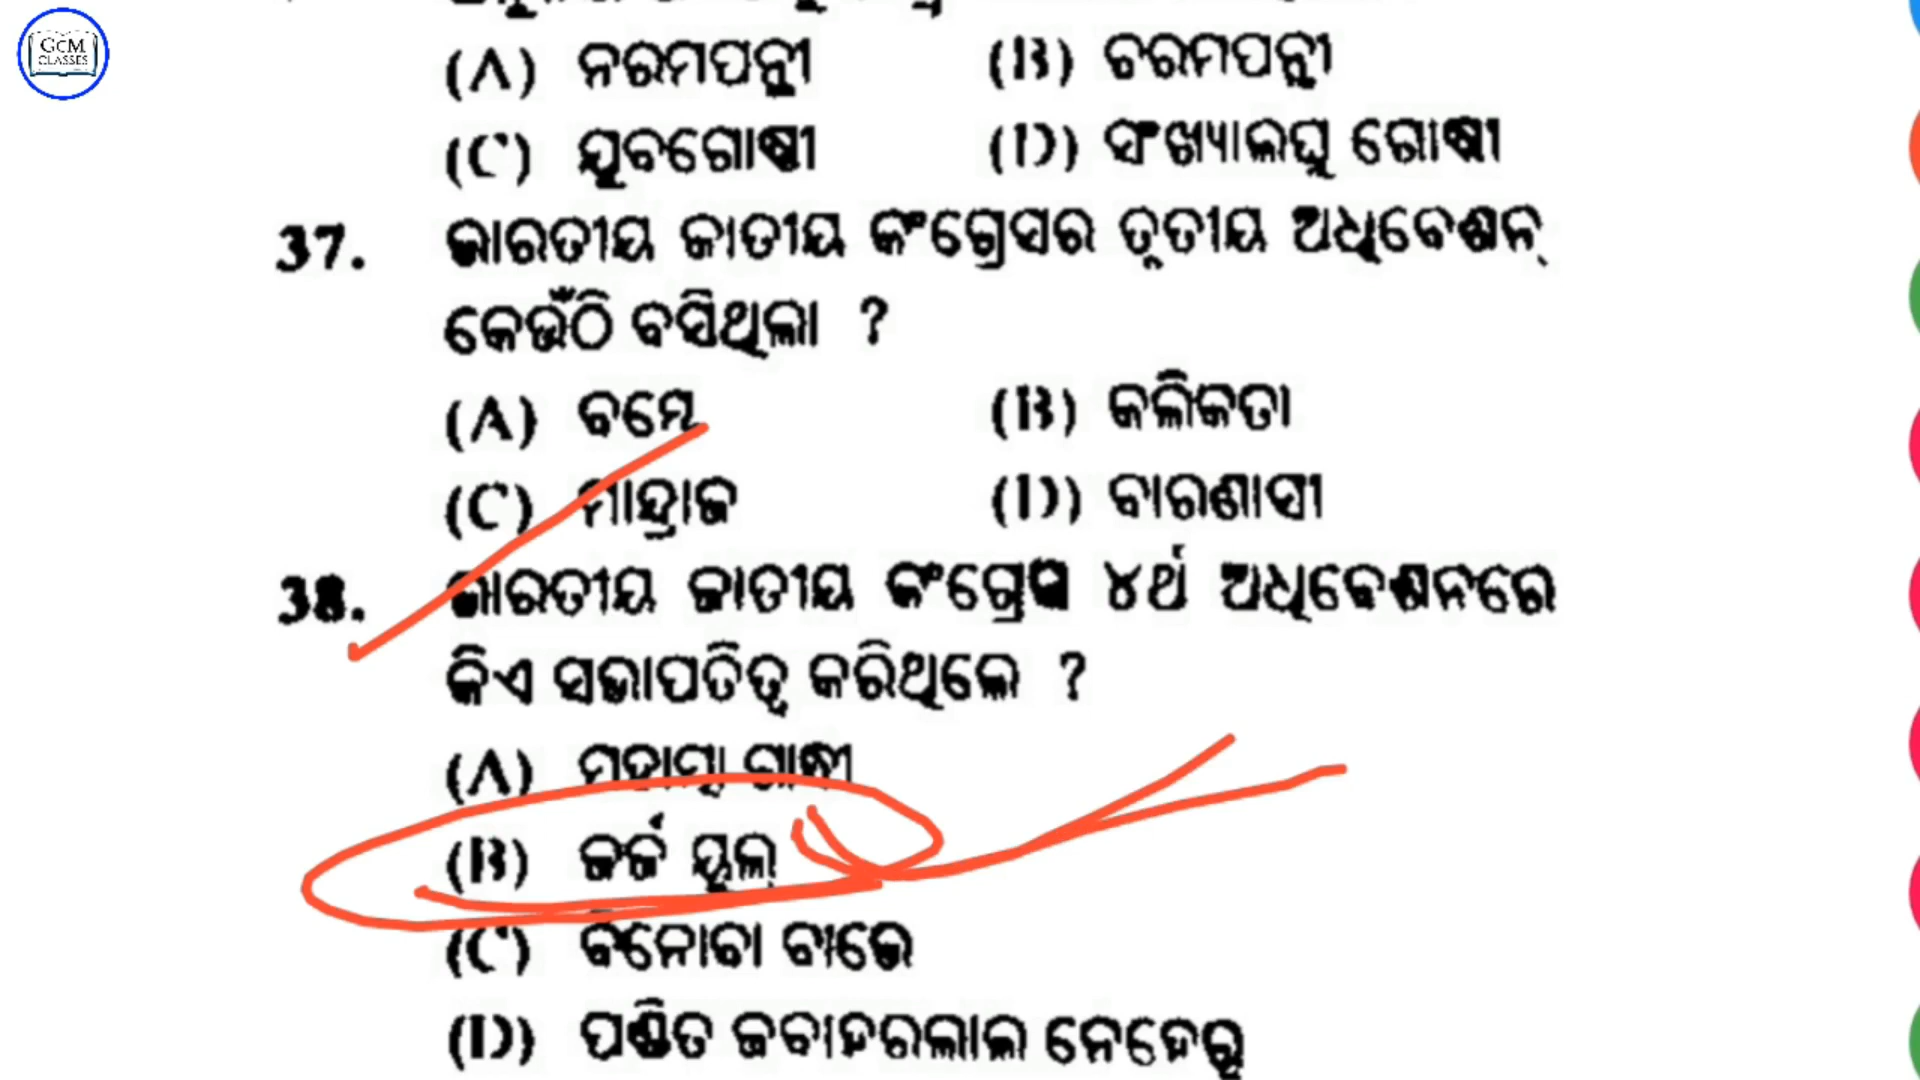 GCM
CLASSES
(A) ନରମପନ୍ଥୀ (B) ଚରମପନ୍ଥୀ
(C) ଯୁବଗୋଷ୍ଠୀ (D) ସଂଖ୍ୟାଲଘୁ ଗୋଷ୍ଠୀ
37. ଭାରତୀୟ ଜାତୀୟ କଂଗ୍ରେସର ତୃତୀୟ ଅଧିବେଶନ୍
କେଉଁଠି ବସିଥିଲା ?
(A) ବମ୍ବେ (B) କଲିକତା
(C) ମାନ୍ଦ୍ରାଜ (D) ବାରଣାସୀ
38. ଭାରତୀୟ ଜାତୀୟ କଂଗ୍ରେସ ୪ର୍ଥ ଅଧିବେଶନରେ
କିଏ ସଭାପତିତ୍ୱ କରିଥିଲେ ?
(A) ମହାତ୍ମା ଗାନ୍ଧୀ
(B) ଜର୍ଜ ୟୁଲ୍
(C) ବିନୋବା ବାଭେ
(D) ପଣ୍ଡିତ ଜବାହରଲାଲ ନେହେରୁ